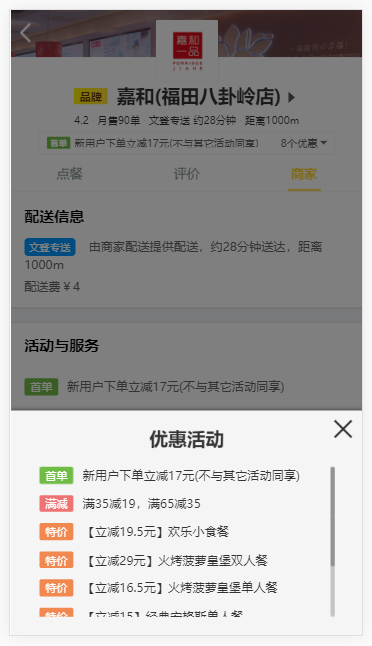 嘉和
一品
PORRIDGE
JIAHE
品牌 嘉和(福田八卦岭店)
4.2 月售90单 文登专送 约28分钟 距离1000m
首单 新用户下单立减17元(不与其它活动同享) 8个优惠
点餐 评价 商家
配送信息
文登专送 由商家配送提供配送，约28分钟送达，距离
1000m
配送费￥4
活动与服务
首单 新用户下单立减17元(不与其它活动同享)
优惠活动
首单 新用户下单立减17元(不与其它活动同享)
满减 满35减19，满65减35
特价 【立减19.5元】欢乐小食餐
特价 【立减29元】火烤菠萝皇堡双人餐
特价 【立减16.5元】火烤菠萝皇堡单人餐
特价 【立减15】经典安格斯单人餐